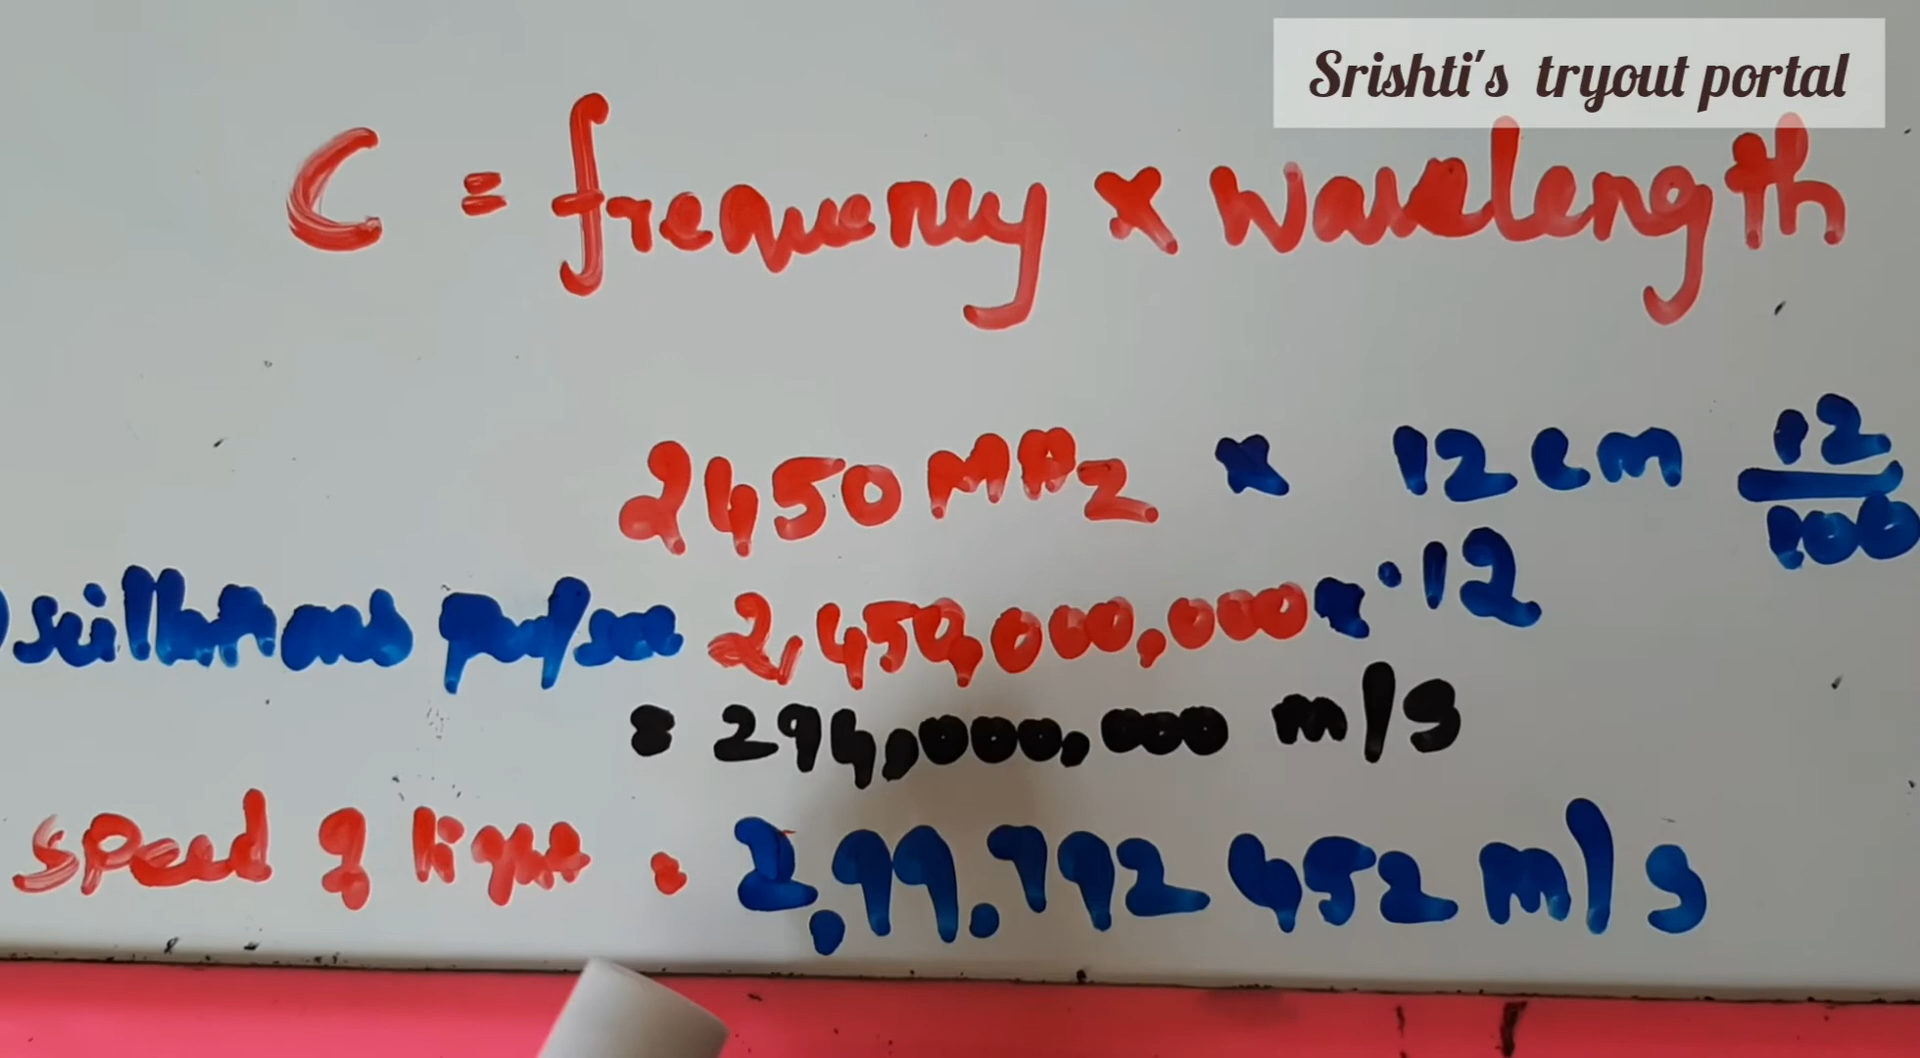 Srishti's tryout portal
C = frequency x wavelength
2450 MHz x 12 cm 12/100
oscillations per/sec 2,450,000,000 x .12
= 294,000,000 m/s
speed of light = 2,99,792 452 m/s